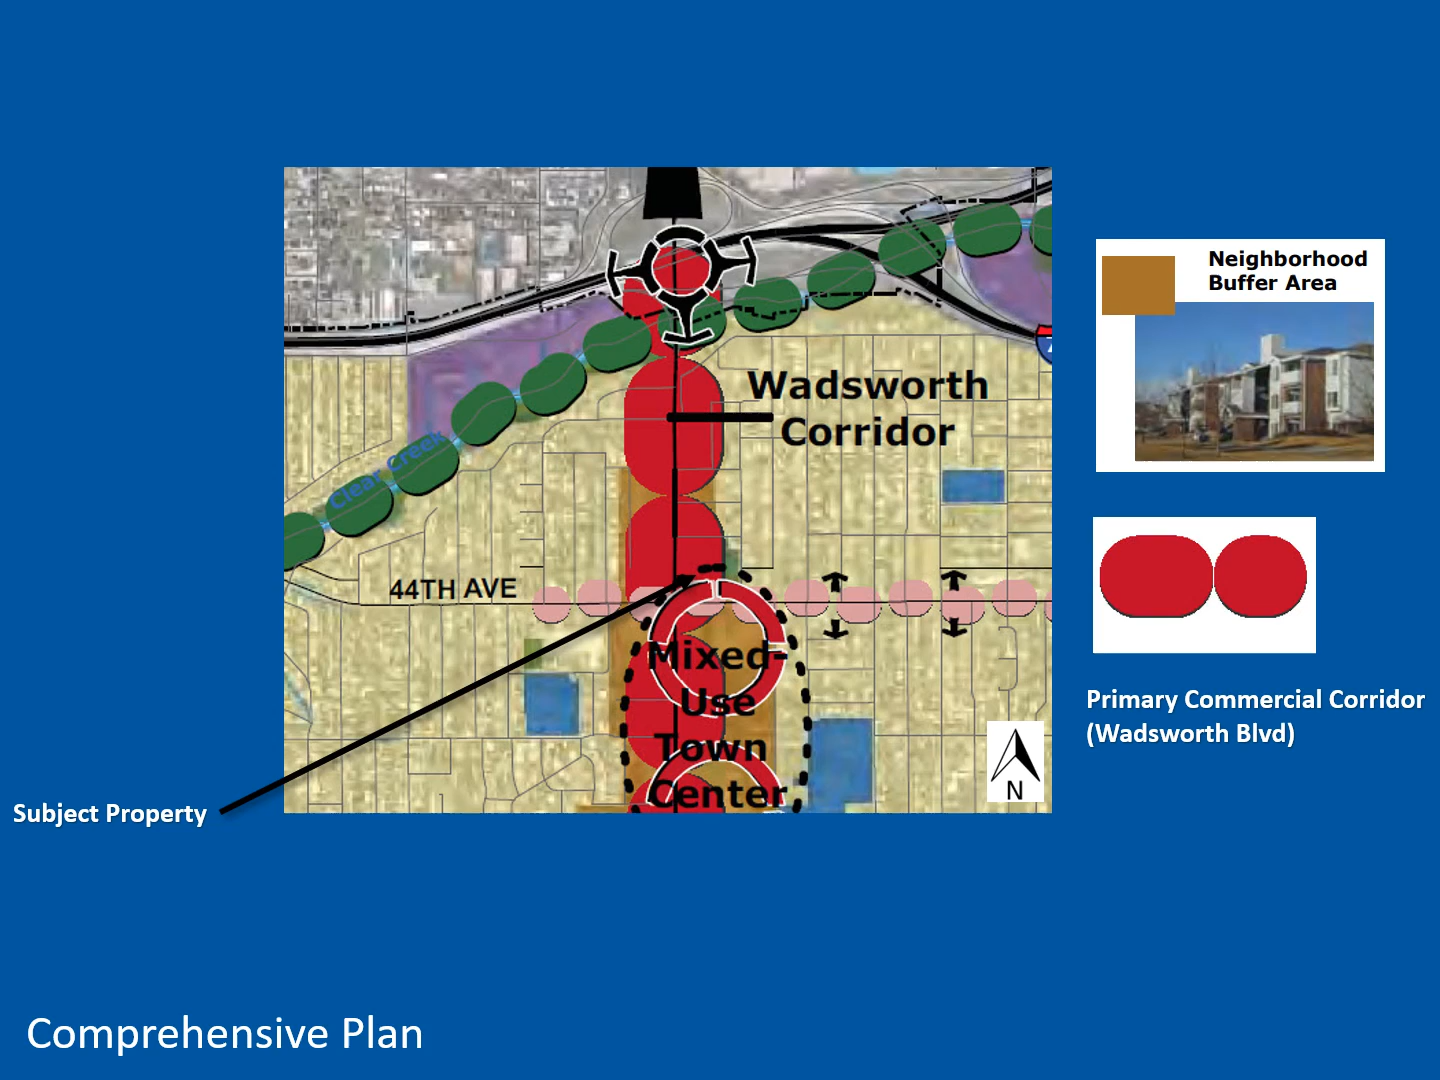 Neighborhood
Buffer Area
Wadsworth
Corridor
Clear Creek
44TH AVE
Mixed-
Use
Town
Center
N
Primary Commercial Corridor
(Wadsworth Blvd)
Subject Property
Comprehensive Plan